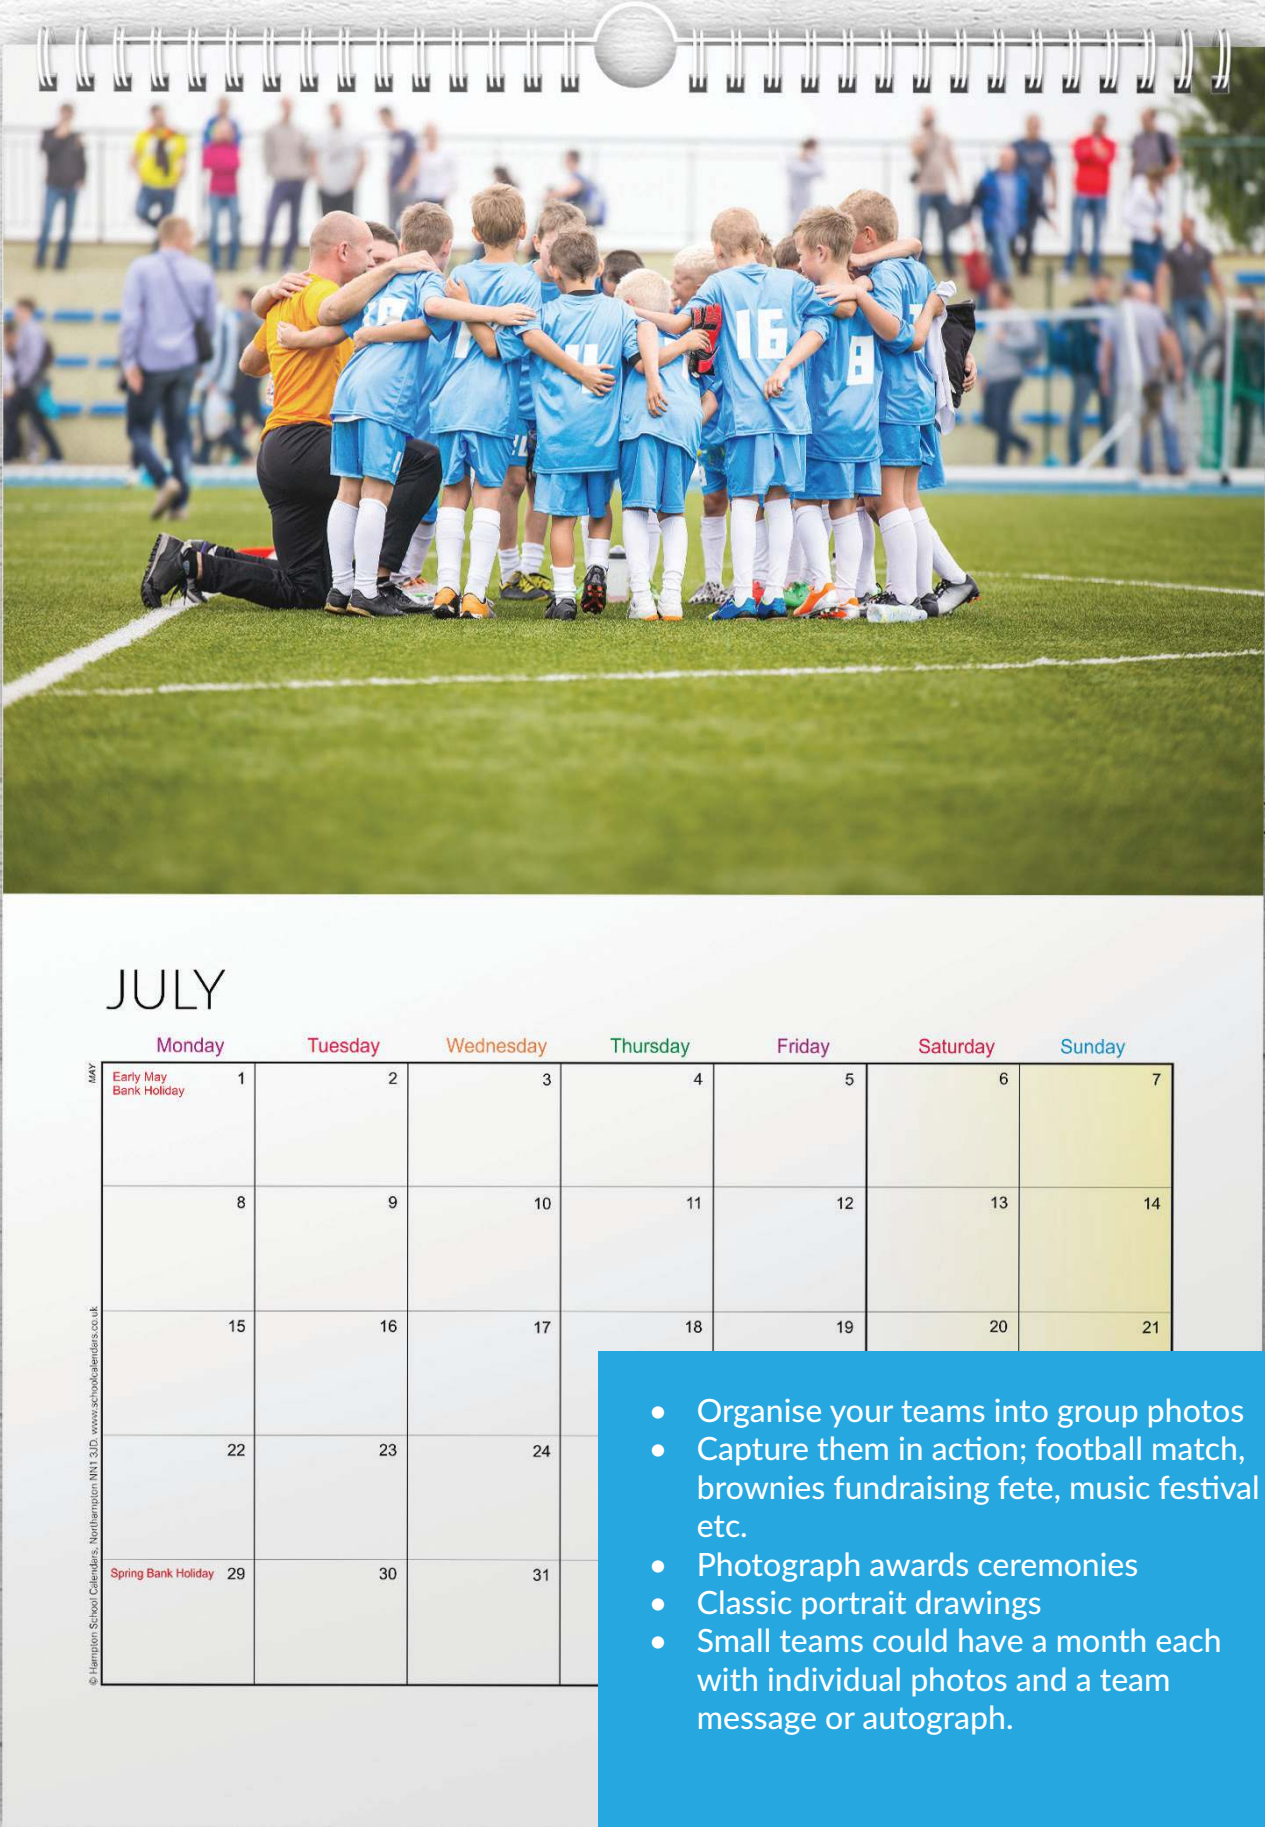 16
8
JULY
Monday Tuesday Wednesday Thursday Friday Saturday Sunday
MAY
Early May 1 2 3 4 5 6 7
Bank Holiday
8 9 10 11 12 13 14
15 16 17 18 19 20 21
22 23 24
Spring Bank Holiday 29 30 31
© Hampton School Calendars, Northampton NN1 3JD. www.schoolcalendars.co.uk
• Organise your teams into group photos
• Capture them in action; football match,
brownies fundraising fete, music festival
etc.
• Photograph awards ceremonies
• Classic portrait drawings
• Small teams could have a month each
with individual photos and a team
message or autograph.